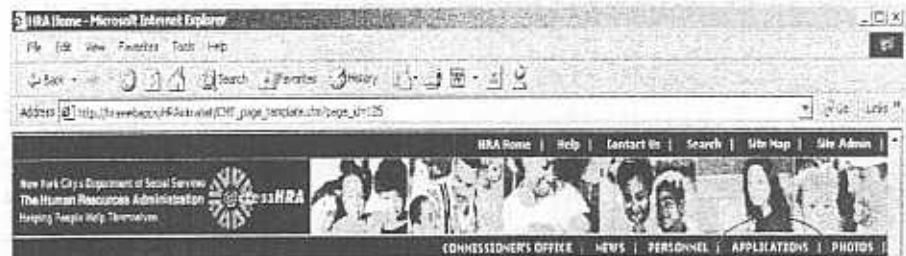 HRA Home - Microsoft Internet Explorer
File Edit View Favorites Tools Help
Back Search Favorites History
Address Go Links »
HRA Home | Help | Contact Us | Search | Site Map | Site Admin |
New York City's Department of Social Services
The Human Resources Administration
Helping People Help Themselves
HRA
COMMISSIONER'S OFFICE | NEWS | PERSONNEL | APPLICATIONS | PHOTOS |